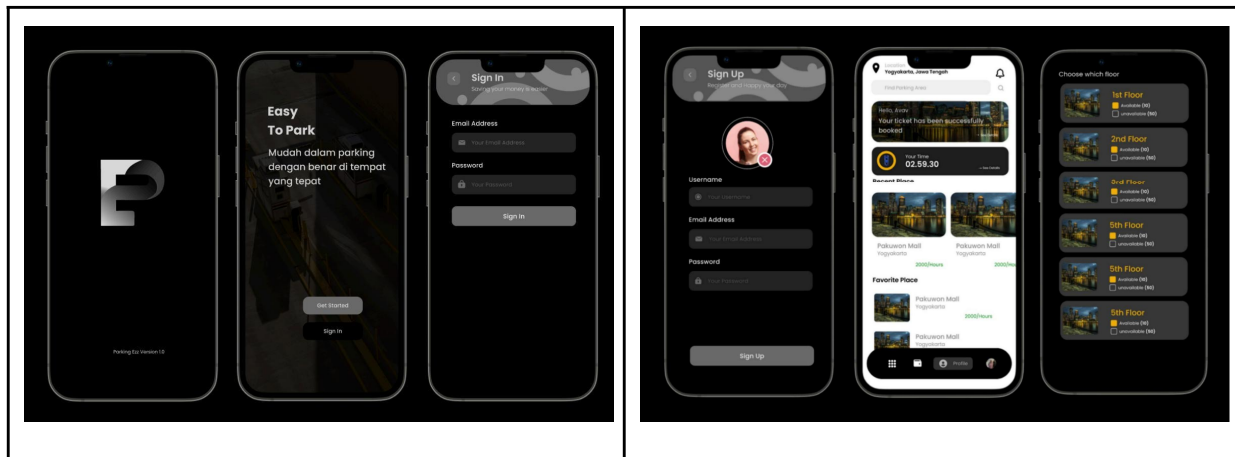 Parking Ezz Version 1.0
Easy
To Park
Mudah dalam parking
dengan benar di tempat
yang tepat
Get Started
Sign In
Sign In
Saving your money is easier
Email Address
Your Email Address
Password
Your Password
Sign In
Sign Up
Register and happy your day
Username
Your Username
Email Address
Your Email Address
Password
Your Password
Sign Up
Location
Yogyakarta, Jawa Tengah
Find Parking Area
Hello, Avav
Your ticket has been successfully
booked
Your Time
02.59.30
Recent Place
Pakuwon Mall
Yogyakarta
2000/Hours
Pakuwon Mall
Yogyakarta
2000/Hou
Favorite Place
Pakuwon Mall
Yogyakarta
2000/Hours
Pakuwon Mall
Yogyakarta
Profile
Choose which floor
1st Floor
Available (10)
unavailable (50)
2nd Floor
Available (10)
unavailable (50)
3rd Floor
Available (10)
unavailable (50)
5th Floor
Available (10)
unavailable (50)
5th Floor
Available (10)
unavailable (50)
5th Floor
Available (10)
unavailable (50)